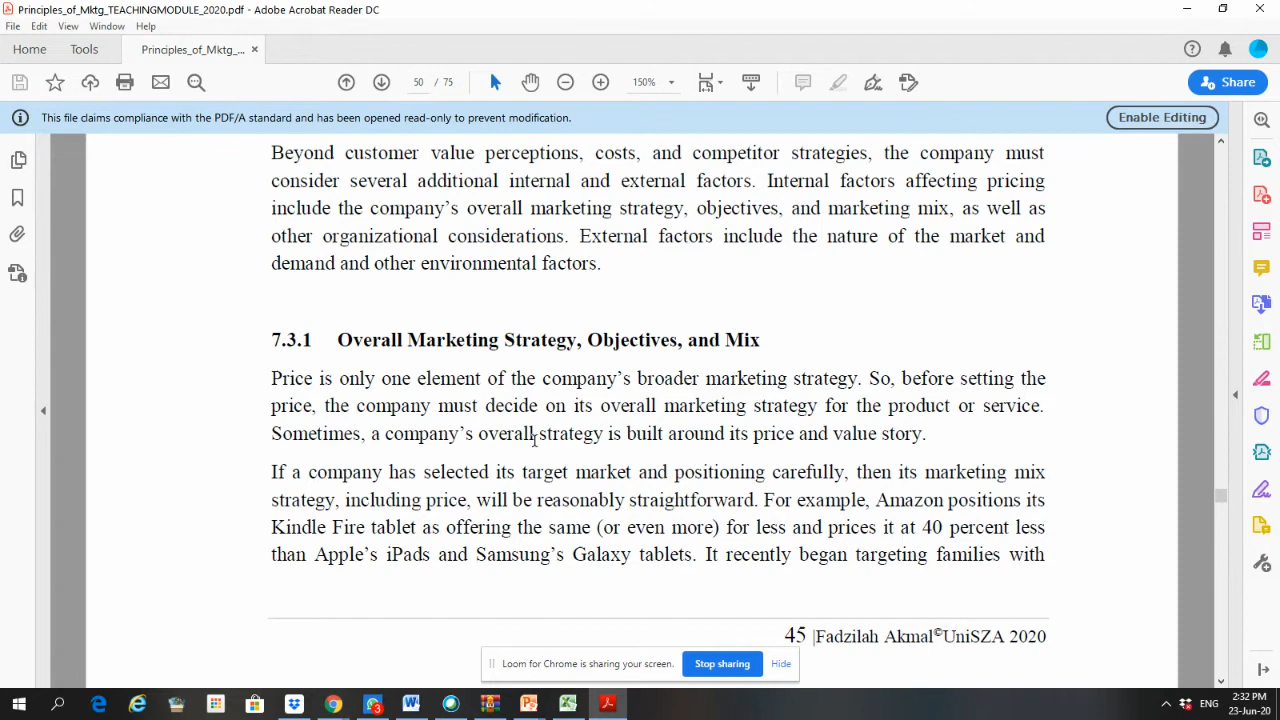 Principles_of_Mktg_TEACHINGMODULE_2020.pdf - Adobe Acrobat Reader DC
File Edit View Window Help
Home Tools Principles_of_Mktg_... ×
50 / 75 150%
Share
This file claims compliance with the PDF/A standard and has been opened read-only to prevent modification.
Enable Editing
Beyond customer value perceptions, costs, and competitor strategies, the company must
consider several additional internal and external factors. Internal factors affecting pricing
include the company’s overall marketing strategy, objectives, and marketing mix, as well as
other organizational considerations. External factors include the nature of the market and
demand and other environmental factors.
7.3.1 Overall Marketing Strategy, Objectives, and Mix
Price is only one element of the company’s broader marketing strategy. So, before setting the
price, the company must decide on its overall marketing strategy for the product or service.
Sometimes, a company’s overall strategy is built around its price and value story.
If a company has selected its target market and positioning carefully, then its marketing mix
strategy, including price, will be reasonably straightforward. For example, Amazon positions its
Kindle Fire tablet as offering the same (or even more) for less and prices it at 40 percent less
than Apple’s iPads and Samsung’s Galaxy tablets. It recently began targeting families with
45 |Fadzilah Akmal©UniSZA 2020
Loom for Chrome is sharing your screen. Stop sharing Hide
2:32 PM
ENG
23-Jun-20